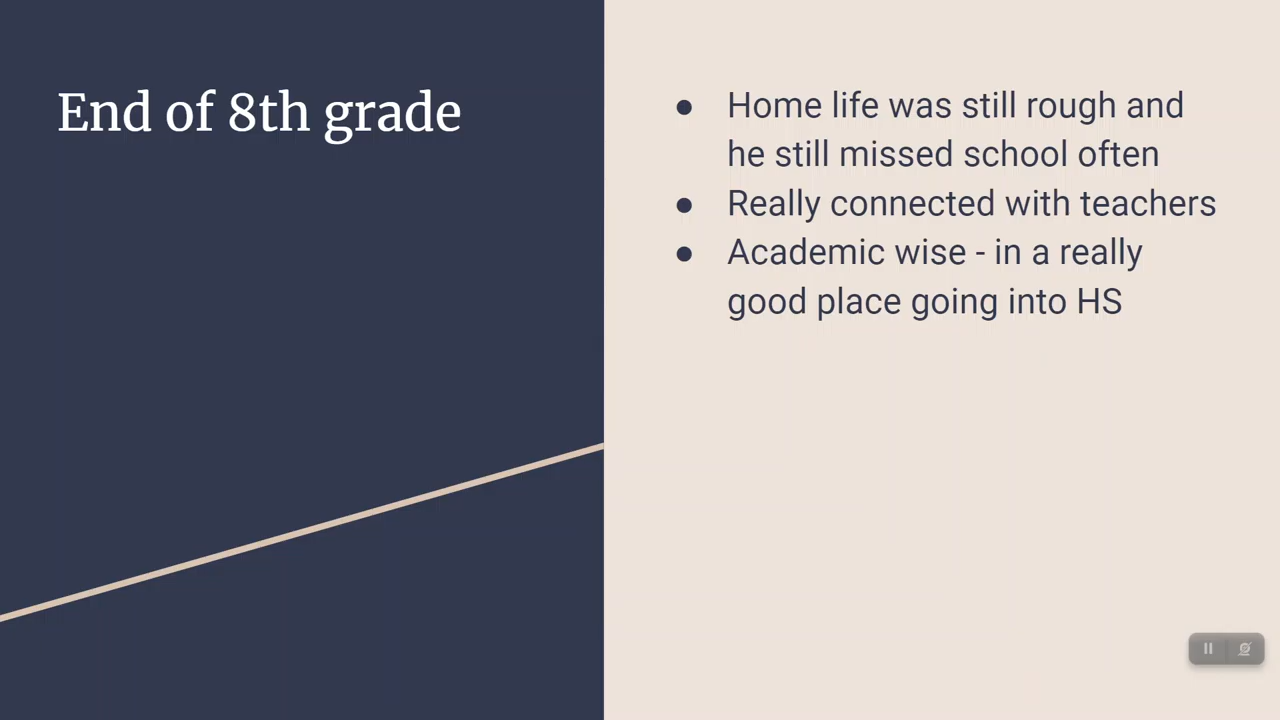 End of 8th grade
● Home life was still rough and
he still missed school often
● Really connected with teachers
● Academic wise - in a really
good place going into HS